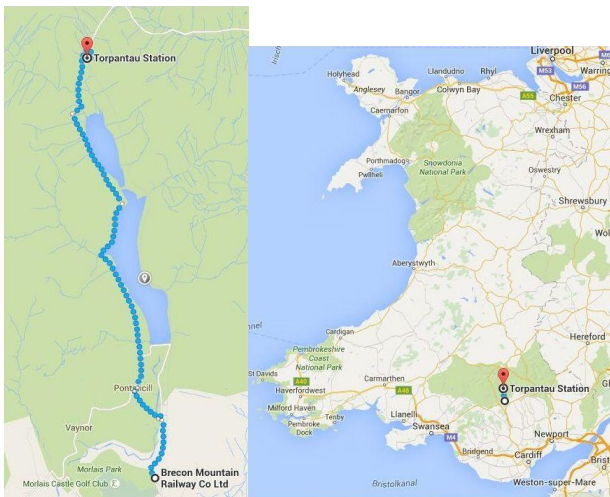 Torpantau Station
Pontsticill
Vaynor
Morlais Park
Morlais Castle Golf Club
Brecon Mountain
Railway Co Ltd
Liverpool
Holyhead
Llandudno
Rhyl
M53
Warring
Anglesey
Bangor
Colwyn Bay
M56
A55
Chester
Caernarfon
Wrexham
Snowdonia
National Park
Porthmadog
Pwllheli
Oswestry
Shrewsbury
Aberystwyth
Cardigan
Hereford
Pembrokeshire
Coast
National Park
St Davids
A40
Haverfordwest
Carmarthen
A48
Torpantau Station
Milford Haven
Tenby
Pembroke
Dock
Llanelli
Swansea
M4
Newport
Bridgend
Cardiff
Brist
Bristolkanal
Weston-super-Mare